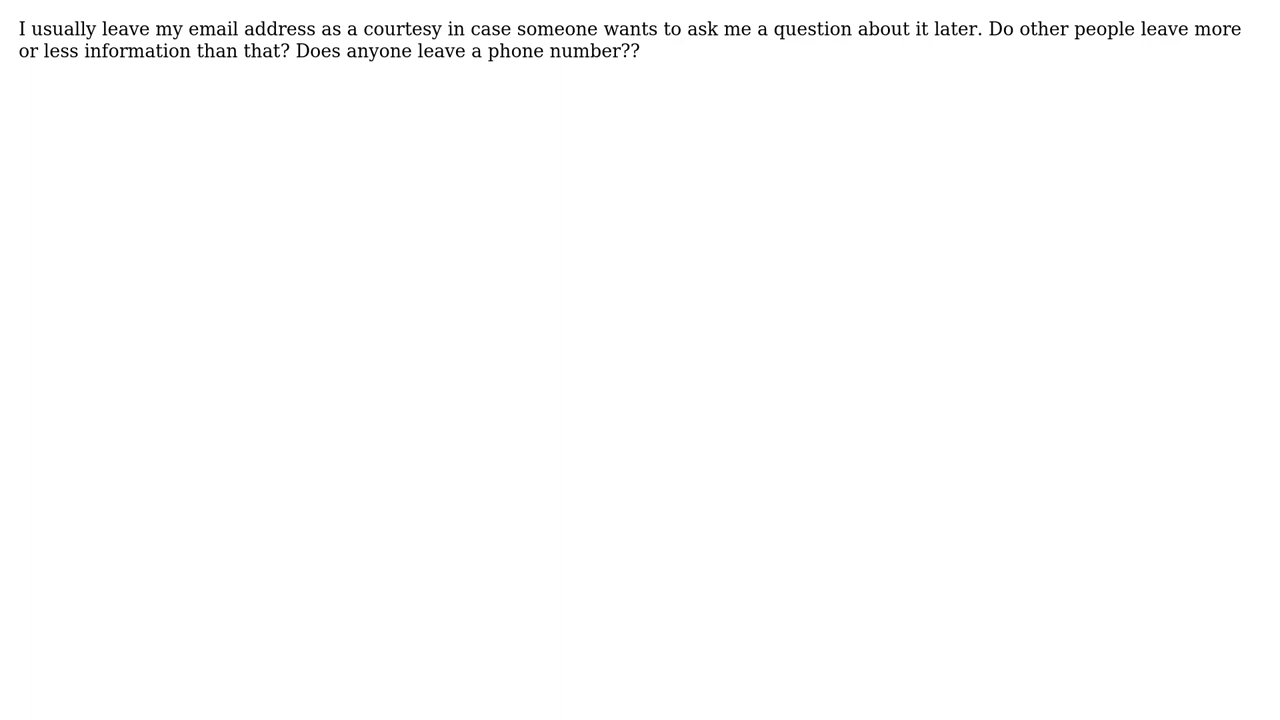 I usually leave my email address as a courtesy in case someone wants to ask me a question about it later. Do other people leave more
or less information than that? Does anyone leave a phone number??